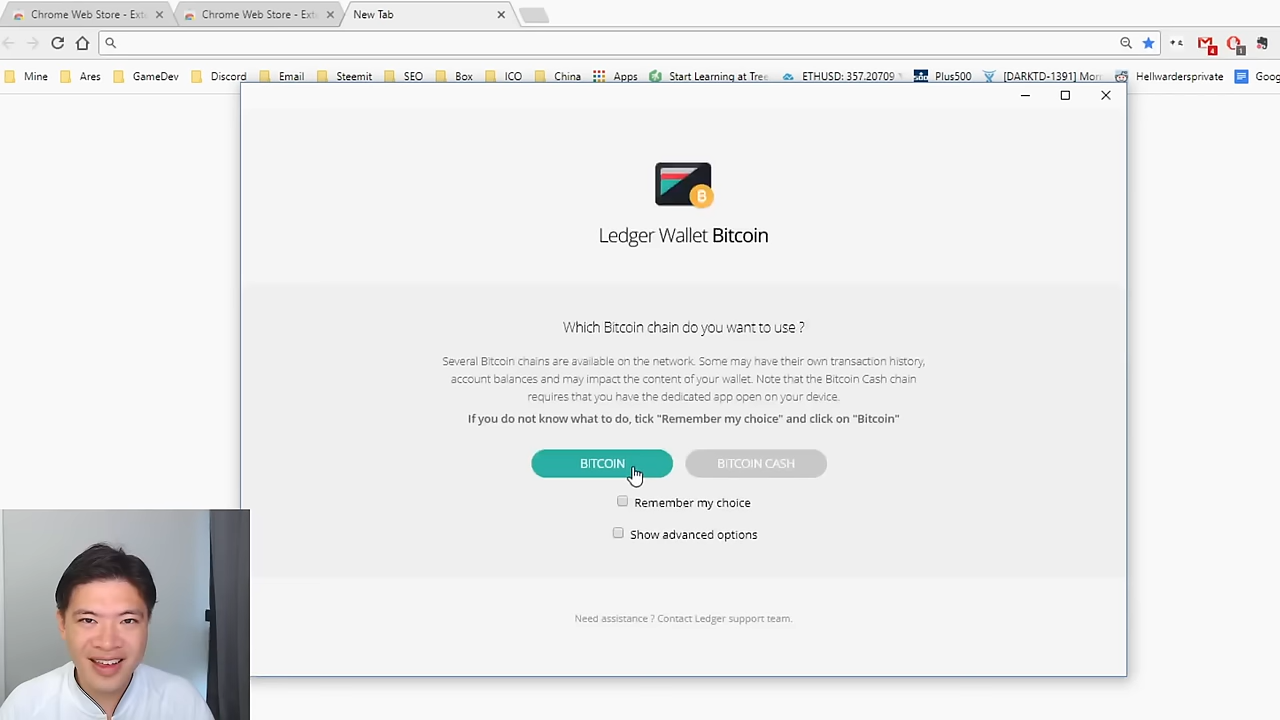 Chrome Web Store - Ext
Chrome Web Store - Ext
New Tab
Mine
Ares
GameDev
Discord
Email
Steemit
SEO
Box
ICO
China
Apps
Start Learning at Tree
ETHUSD: 357.20709
Plus500
[DARKTD-1391] Mor
Hellwardersprivate
Goog
Ledger Wallet Bitcoin
Which Bitcoin chain do you want to use ?
Several Bitcoin chains are available on the network. Some may have their own transaction history,
account balances and may impact the content of your wallet. Note that the Bitcoin Cash chain
requires that you have the dedicated app open on your device.
If you do not know what to do, tick "Remember my choice" and click on "Bitcoin"
BITCOIN
BITCOIN CASH
Remember my choice
Show advanced options
Need assistance ? Contact Ledger support team.